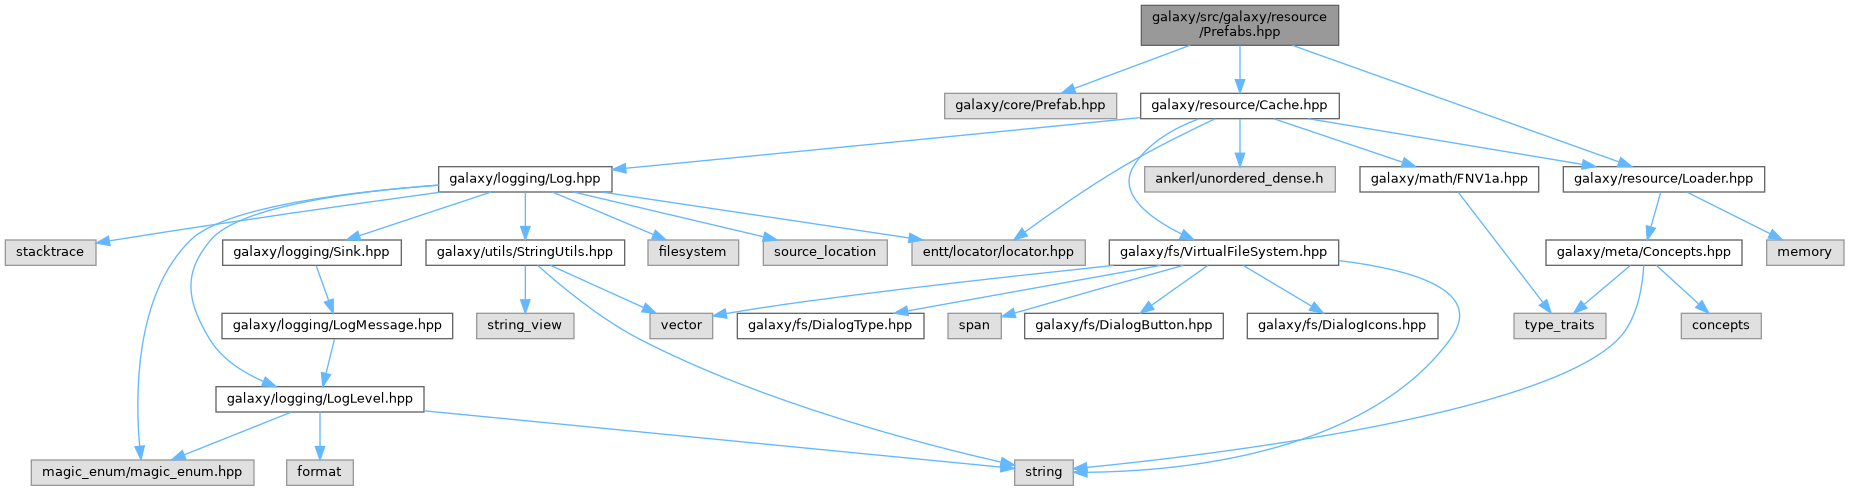 galaxy/src/galaxy/resource
/Prefabs.hpp
galaxy/core/Prefab.hpp
galaxy/resource/Cache.hpp
galaxy/logging/Log.hpp
ankerl/unordered_dense.h
galaxy/math/FNV1a.hpp
galaxy/resource/Loader.hpp
stacktrace
galaxy/logging/Sink.hpp
galaxy/utils/StringUtils.hpp
filesystem
source_location
entt/locator/locator.hpp
galaxy/fs/VirtualFileSystem.hpp
galaxy/meta/Concepts.hpp
memory
galaxy/logging/LogMessage.hpp
string_view
vector
galaxy/fs/DialogType.hpp
span
galaxy/fs/DialogButton.hpp
galaxy/fs/DialogIcons.hpp
type_traits
concepts
galaxy/logging/LogLevel.hpp
magic_enum/magic_enum.hpp
format
string